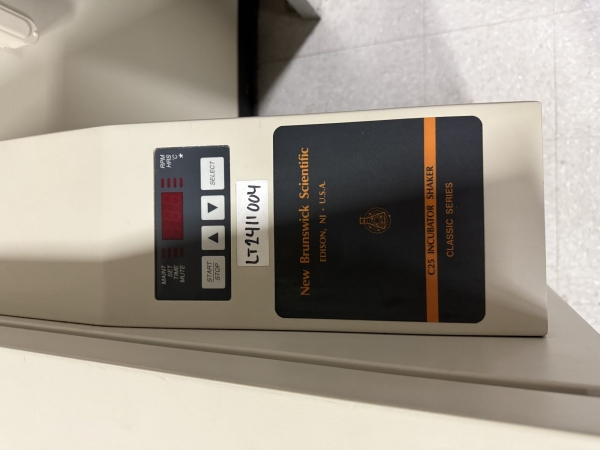 RPM
HRS
°C
*
MAINT
SET
TIME
MUTE
SELECT
START
STOP
LT2411004
New Brunswick Scientific
EDISON, NJ · U.S.A.
C25 INCUBATOR SHAKER
CLASSIC SERIES